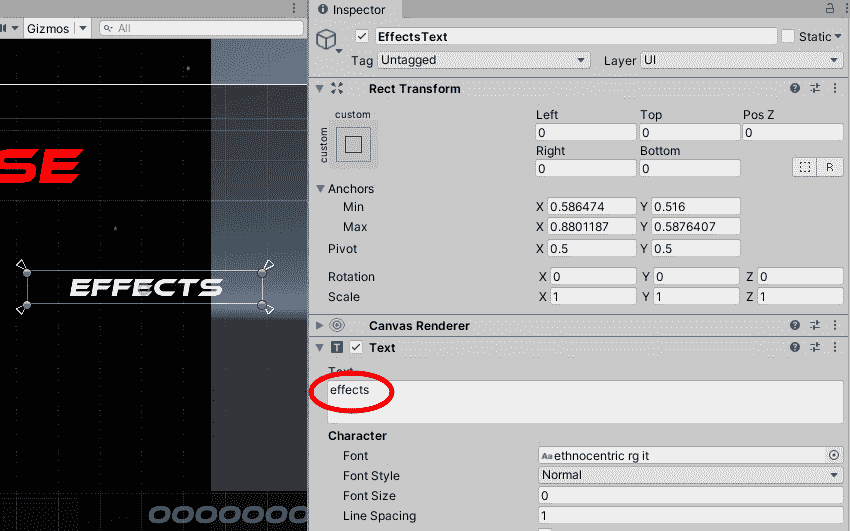 Inspector
Gizmos
All
EffectsText
Static
Tag Untagged Layer UI
Rect Transform
custom
custom
Left Top Pos Z
0 0 0
Right Bottom
0 0
R
Anchors
Min X 0.586474 Y 0.516
Max X 0.8801187 Y 0.5876407
Pivot X 0.5 Y 0.5
Rotation X 0 Y 0 Z 0
Scale X 1 Y 1 Z 1
SE
EFFECTS
Canvas Renderer
T Text
Text
effects
Character
Font Aa ethnocentric rg it
Font Style Normal
Font Size 0
Line Spacing 1
0000000